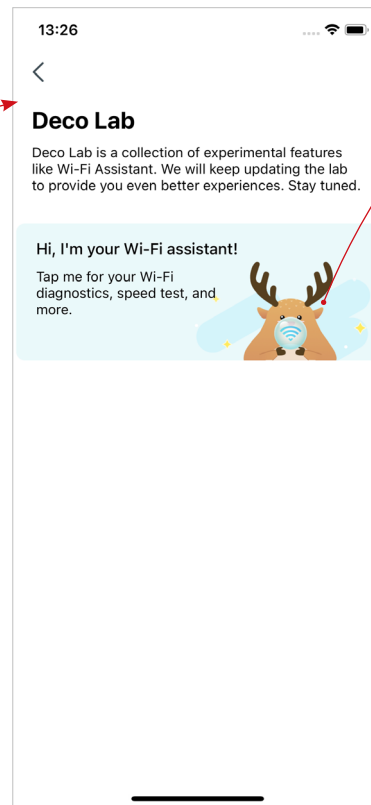 13:26
Deco Lab
Deco Lab is a collection of experimental features
like Wi-Fi Assistant. We will keep updating the lab
to provide you even better experiences. Stay tuned.
Hi, I'm your Wi-Fi assistant!
Tap me for your Wi-Fi
diagnostics, speed test, and
more.